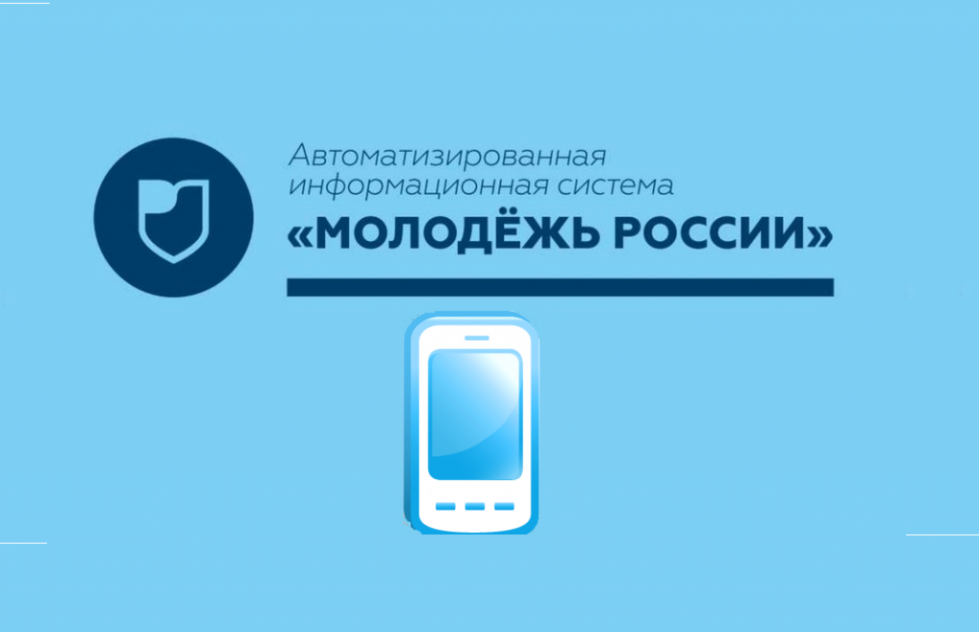 Автоматизированная
информационная система
«МОЛОДЁЖЬ РОССИИ»